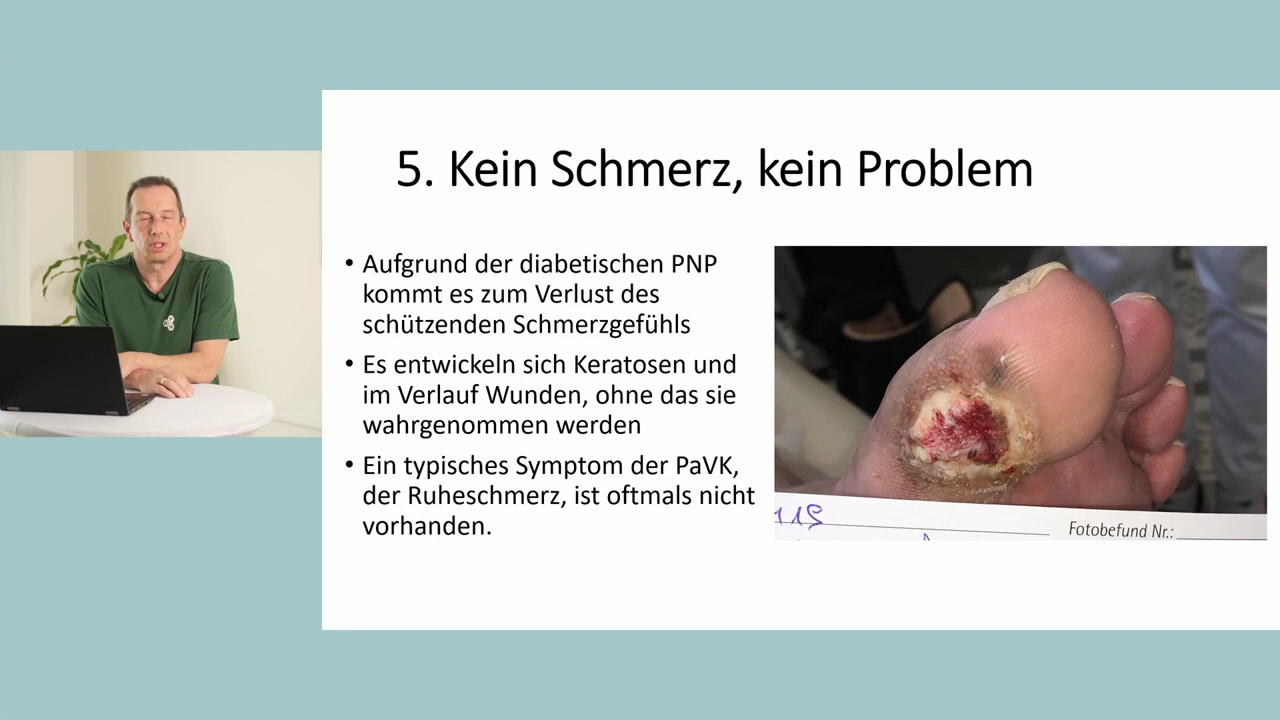 5. Kein Schmerz, kein Problem
• Aufgrund der diabetischen PNP
kommt es zum Verlust des
schützenden Schmerzgefühls
• Es entwickeln sich Keratosen und
im Verlauf Wunden, ohne das sie
wahrgenommen werden
• Ein typisches Symptom der PaVK,
der Ruheschmerz, ist oftmals nicht
vorhanden.
Fotobefund Nr.: